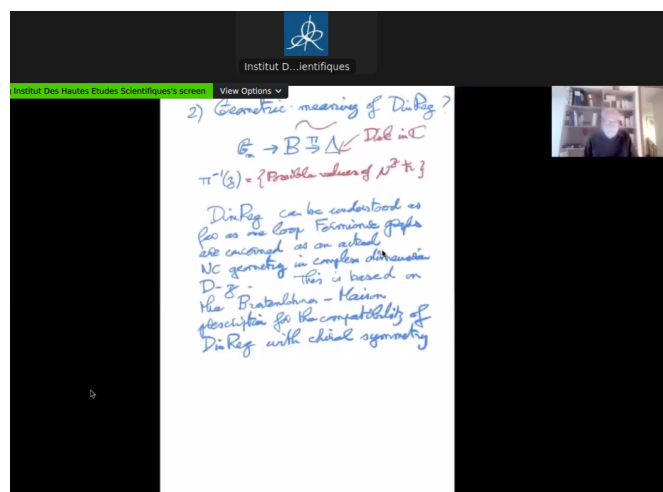 Institut D...ientifiques
Institut Des Hautes Etudes Scientifiques's screen View Options
2) Geometric meaning of DimReg?
𝔾m → B π→ Δ Disk in ℂ
π⁻¹(z) = {Possible values of μ^z ħ}
DimReg can be understood as
far as one loop Fermionic graphs
are concerned as an actual
NC geometry in complex dimension
D-z. This is based on
the Breitenlohner - Maison
prescription for the compatibility of
DimReg with chiral symmetry